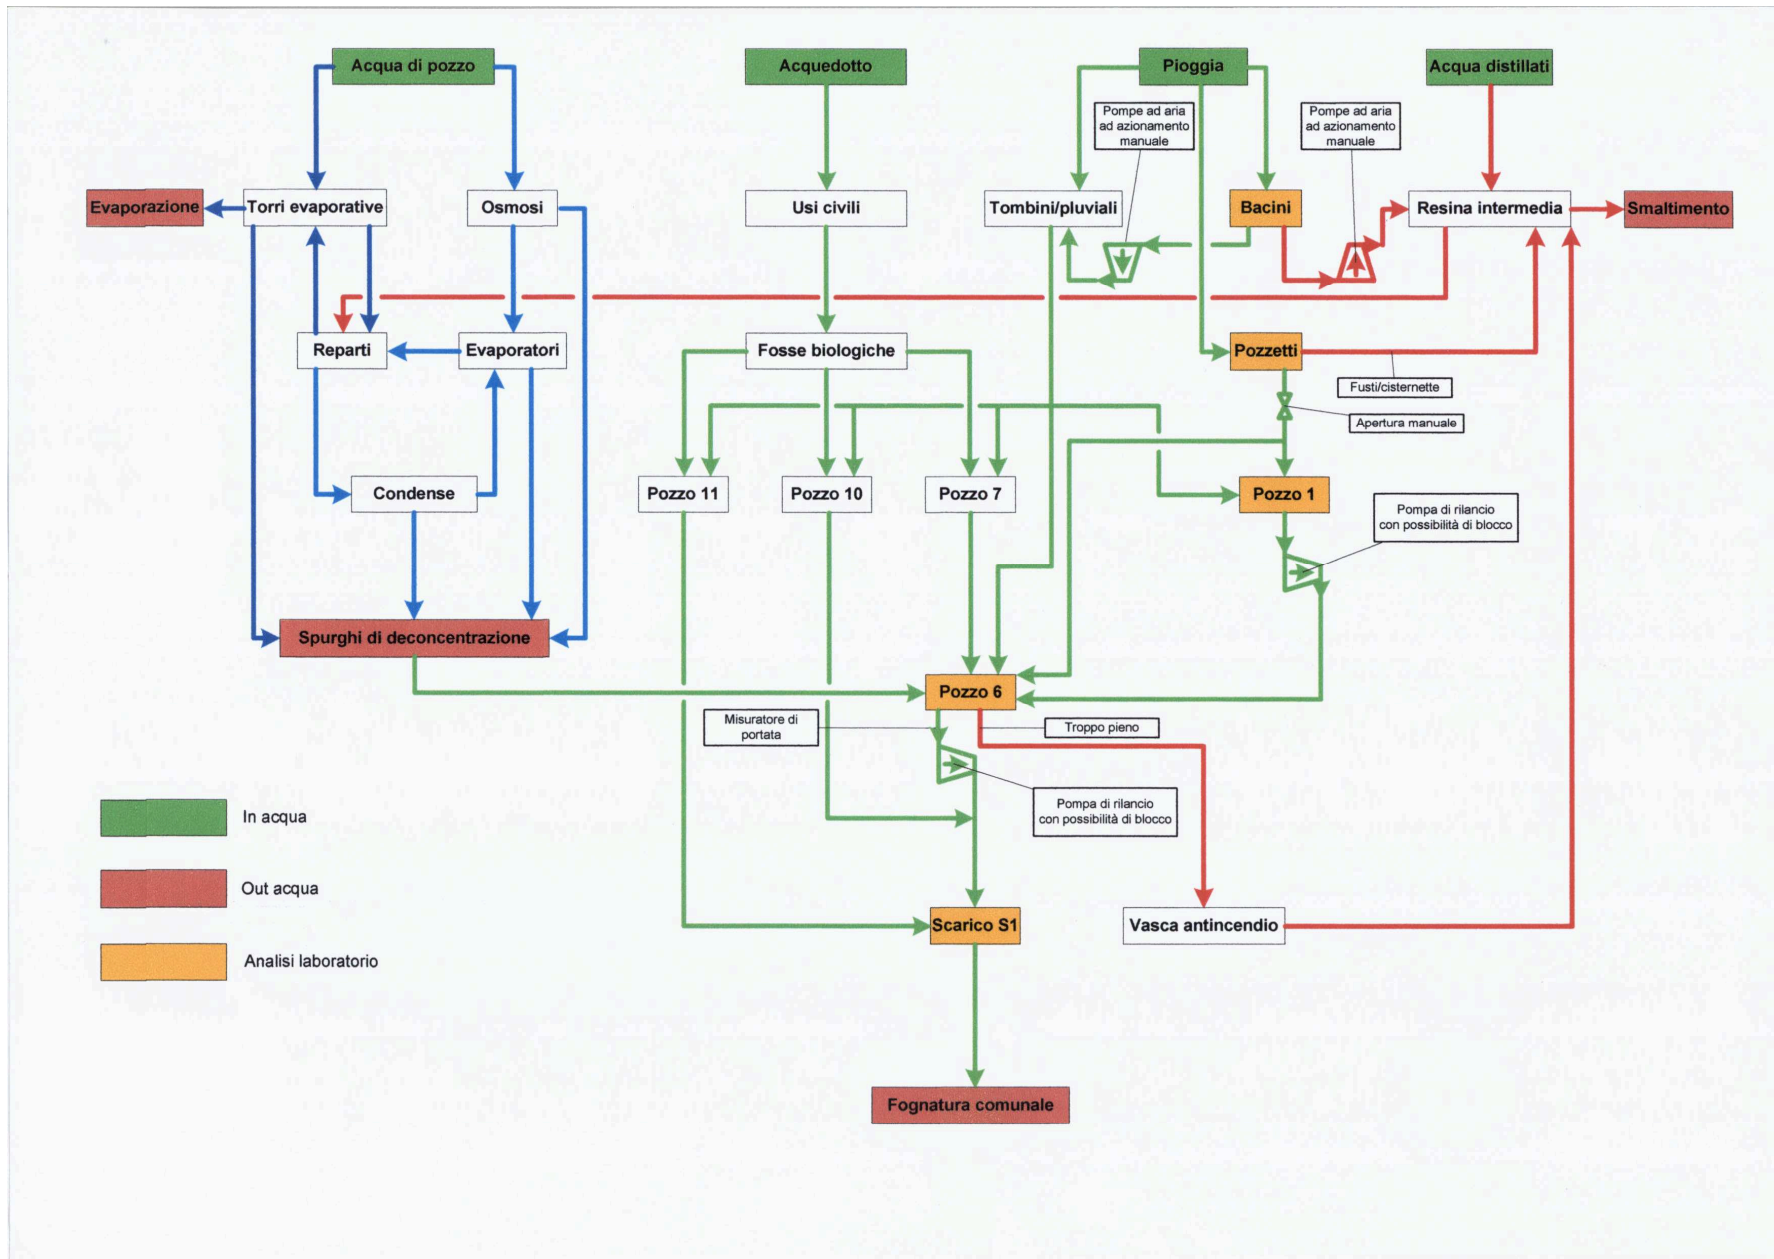 Acqua di pozzo
Acquedotto
Pioggia
Acqua distillati
Pompe ad aria
ad azionamento
manuale
Pompe ad aria
ad azionamento
manuale
Evaporazione
Torri evaporative
Osmosi
Usi civili
Tombini/pluviali
Bacini
Resina intermedia
Smaltimento
Reparti
Evaporatori
Fosse biologiche
Pozzetti
Fusti/cisternette
Apertura manuale
Condense
Pozzo 11
Pozzo 10
Pozzo 7
Pozzo 1
Pompa di rilancio
con possibilità di blocco
Spurghi di deconcentrazione
Pozzo 6
Misuratore di
portata
Troppo pieno
Pompa di rilancio
con possibilità di blocco
In acqua
Out acqua
Analisi laboratorio
Scarico S1
Vasca antincendio
Fognatura comunale